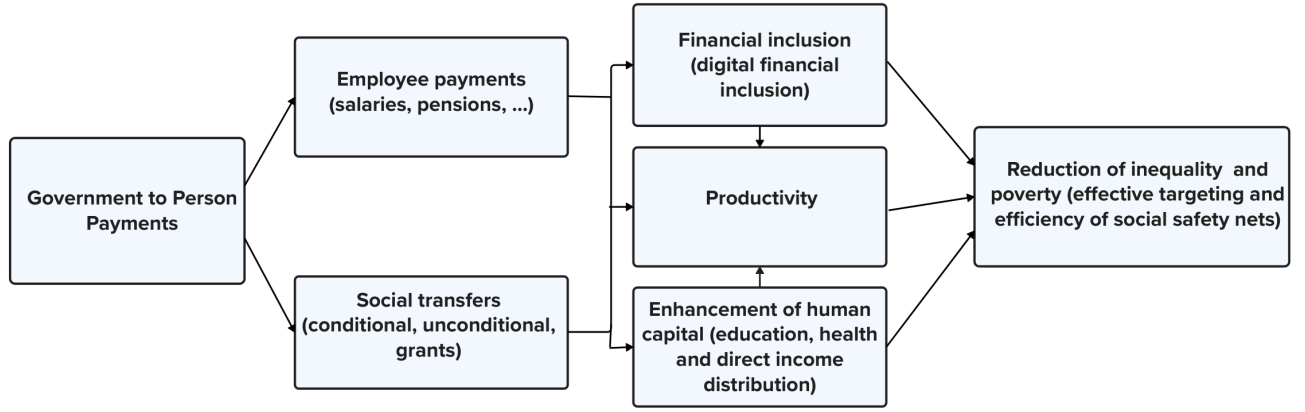 Government to Person
Payments
Employee payments
(salaries, pensions, ...)
Social transfers
(conditional, unconditional,
grants)
Financial inclusion
(digital financial
inclusion)
Productivity
Enhancement of human
capital (education, health
and direct income
distribution)
Reduction of inequality  and
poverty (effective targeting and
efficiency of social safety nets)